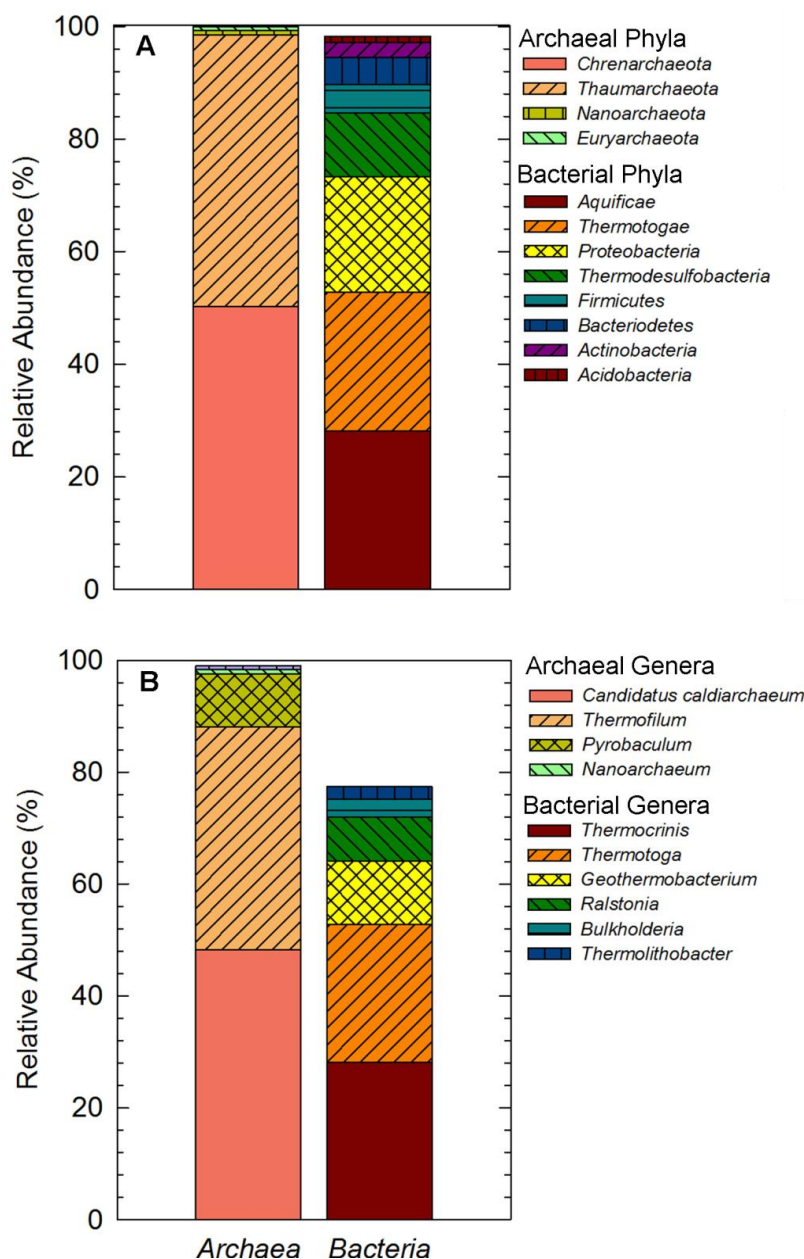 A
Relative Abundance (%)
100
80
60
40
20
0
Archaeal Phyla
Chrenarchaeota
Thaumarchaeota
Nanoarchaeota
Euryarchaeota
Bacterial Phyla
Aquificae
Thermotogae
Proteobacteria
Thermodesulfobacteria
Firmicutes
Bacteriodetes
Actinobacteria
Acidobacteria
B
Relative Abundance (%)
100
80
60
40
20
0
Archaea
Bacteria
Archaeal Genera
Candidatus caldiarchaeum
Thermofilum
Pyrobaculum
Nanoarchaeum
Bacterial Genera
Thermocrinis
Thermotoga
Geothermobacterium
Ralstonia
Bulkholderia
Thermolithobacter